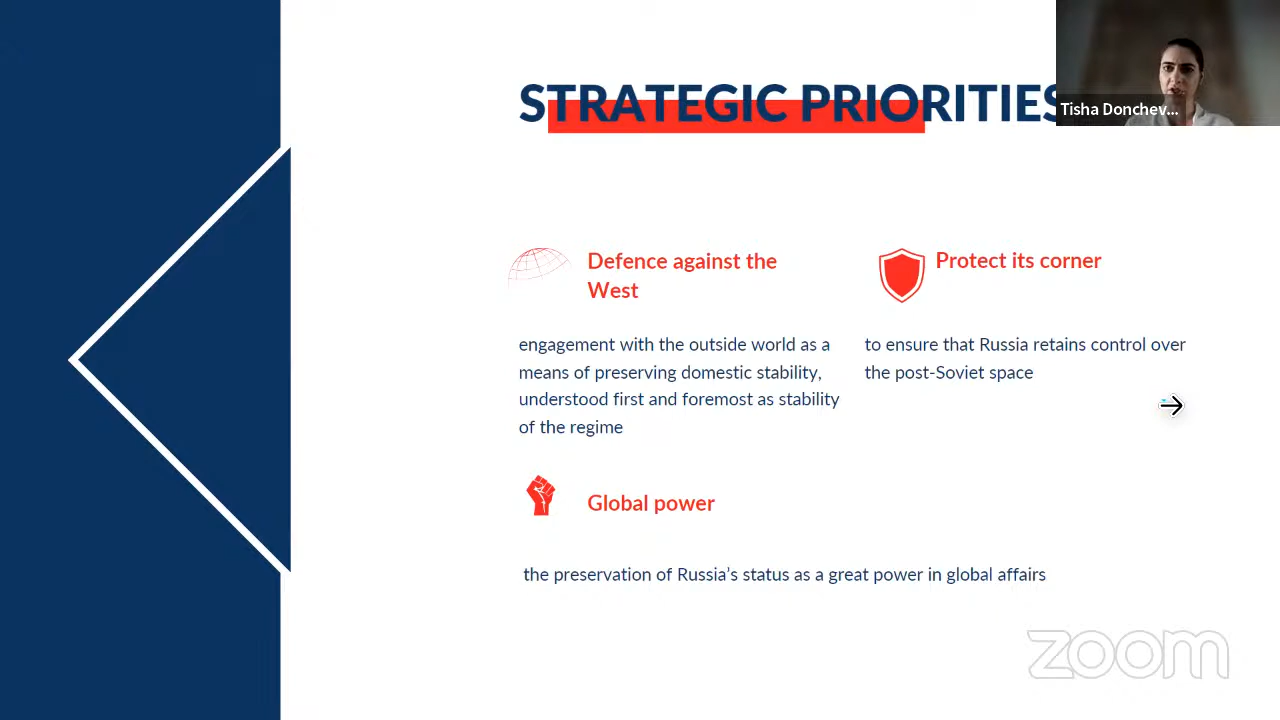 STRATEGIC PRIORITIES
Tisha Donchev...
Defence against the
West
engagement with the outside world as a
means of preserving domestic stability,
understood first and foremost as stability
of the regime
Protect its corner
to ensure that Russia retains control over
the post-Soviet space
Global power
the preservation of Russia's status as a great power in global affairs
zoom